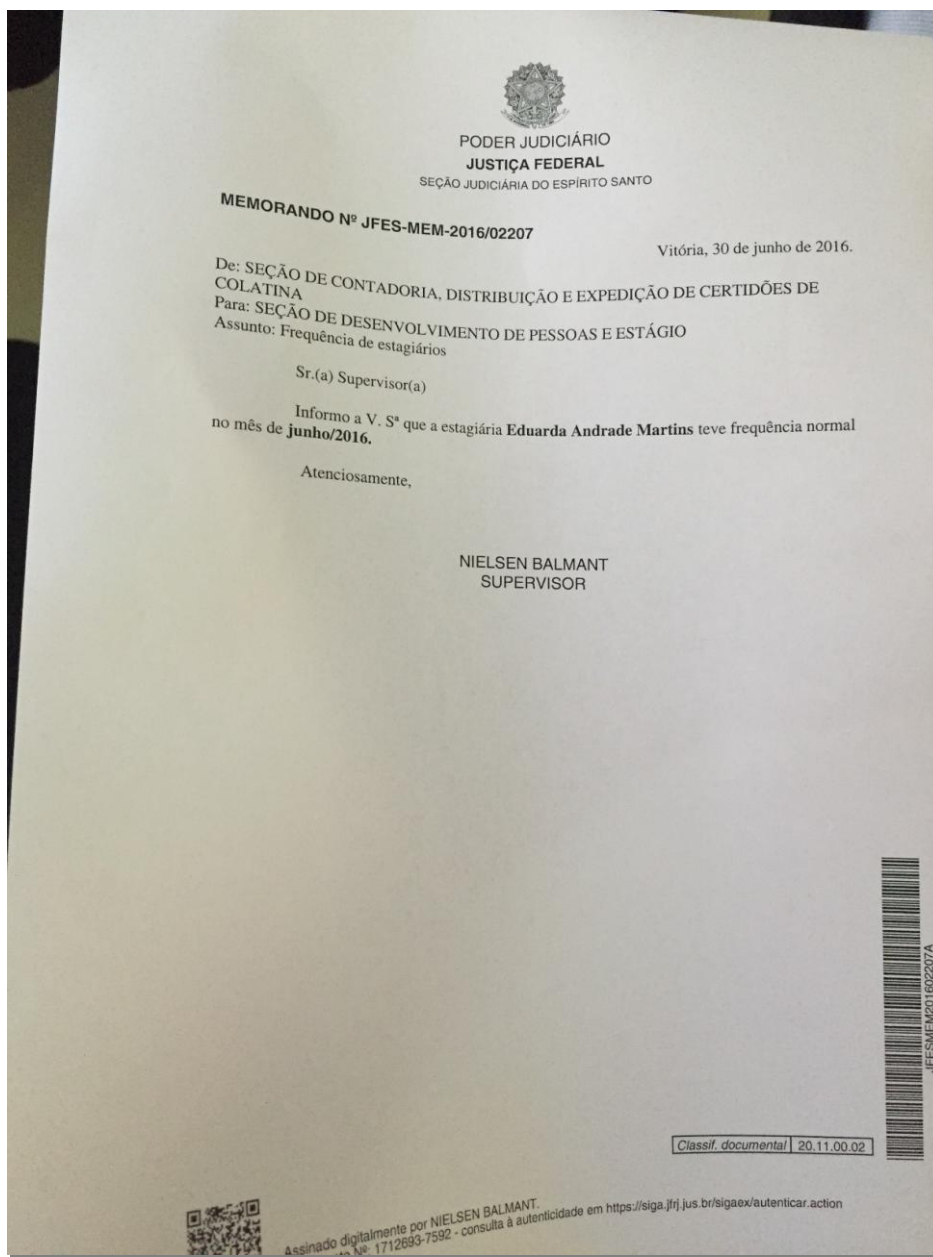 PODER JUDICIÁRIO
JUSTIÇA FEDERAL
SEÇÃO JUDICIÁRIA DO ESPÍRITO SANTO
MEMORANDO Nº JFES-MEM-2016/02207
Vitória, 30 de junho de 2016.
De: SEÇÃO DE CONTADORIA, DISTRIBUIÇÃO E EXPEDIÇÃO DE CERTIDÕES DE
COLATINA
Para: SEÇÃO DE DESENVOLVIMENTO DE PESSOAS E ESTÁGIO
Assunto: Frequência de estagiários
Sr.(a) Supervisor(a)
Informo a V. Sª que a estagiária Eduarda Andrade Martins teve frequência normal
no mês de junho/2016.
Atenciosamente,
NIELSEN BALMANT
SUPERVISOR
JFESMEM201602207A
Classif. documental 20.11.00.02
Assinado digitalmente por NIELSEN BALMANT.
Nº: 1712693-7592 - consulta à autenticidade em https://siga.jfrj.jus.br/sigaex/autenticar.action